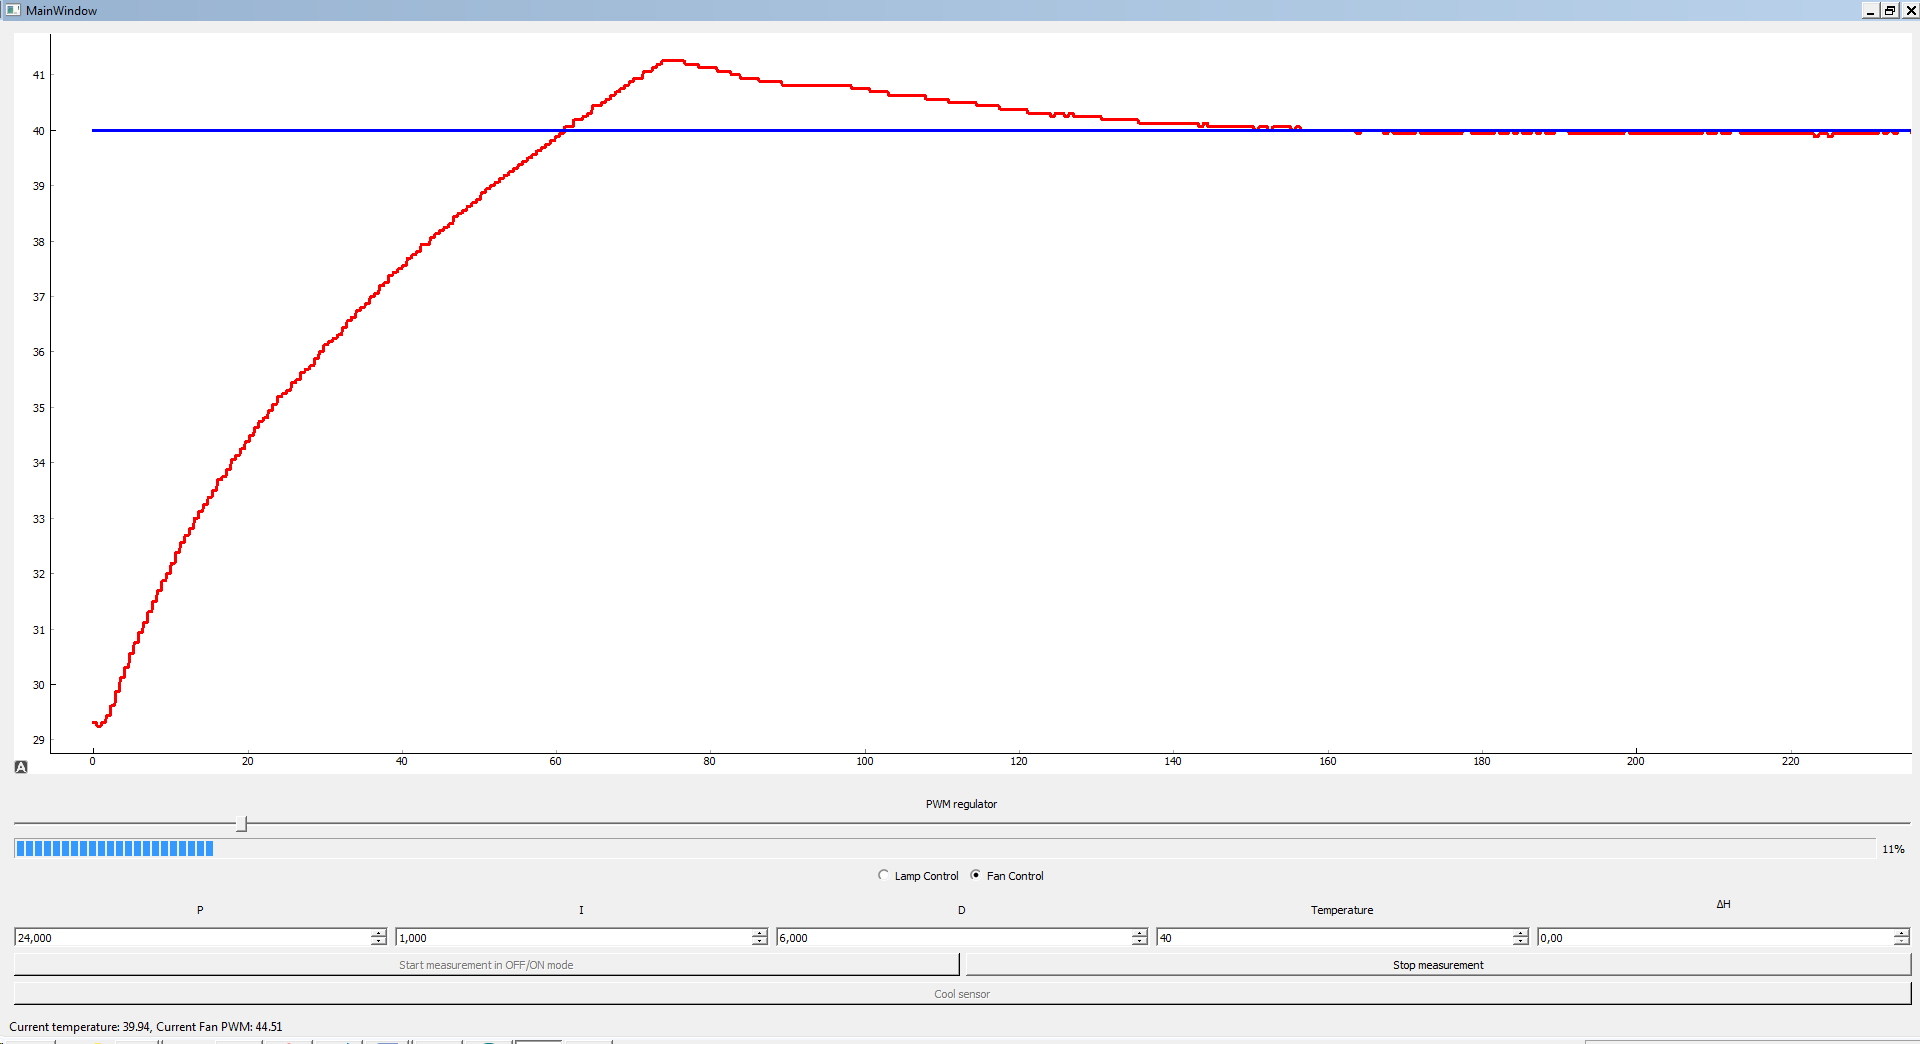 MainWindow
41
40
39
38
37
36
35
34
33
32
31
30
29
0 20 40 60 80 100 120 140 160 180 200 220
A
PWM regulator
11%
Lamp Control Fan Control
P I D Temperature ΔH
24,000 1,000 6,000 40 0,00
Start measurement in OFF/ON mode Stop measurement
Cool sensor
Current temperature: 39.94, Current Fan PWM: 44.51